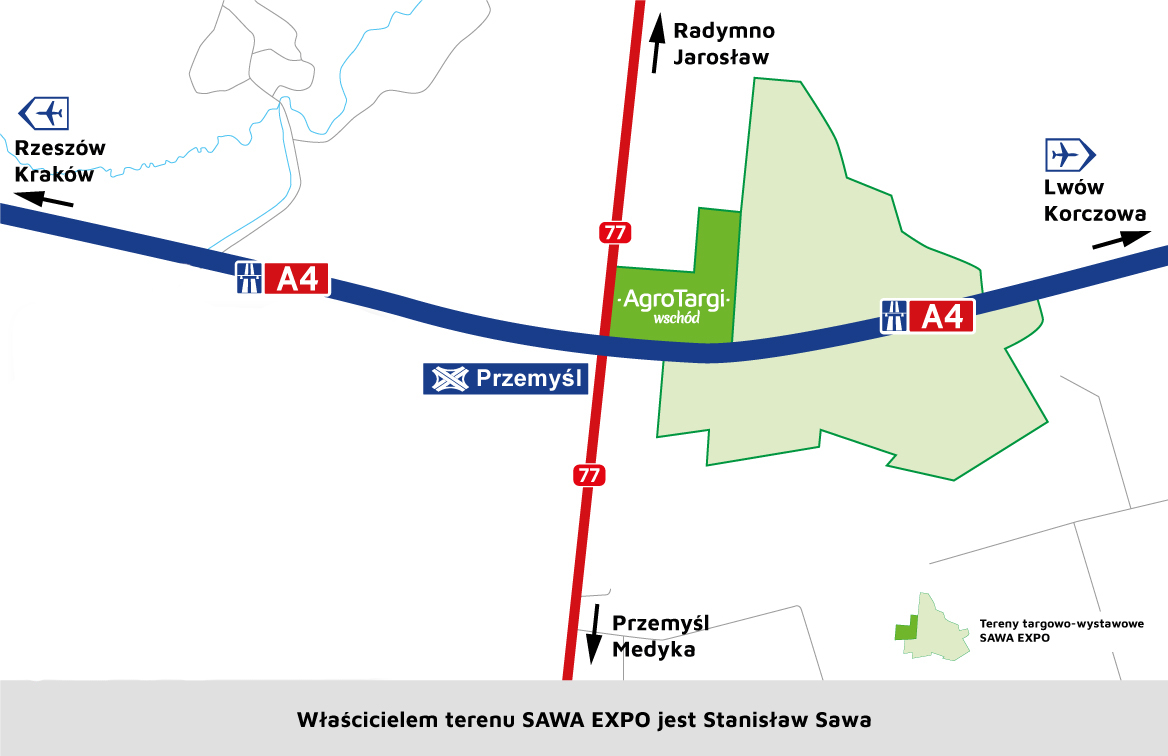 Radymno
Jarosław
Rzeszów
Kraków
Lwów
Korczowa
77
A4
·AgroTargi·
wschód
A4
Przemyśl
77
Przemyśl
Medyka
Tereny targowo-wystawowe
SAWA EXPO
Właścicielem terenu SAWA EXPO jest Stanisław Sawa